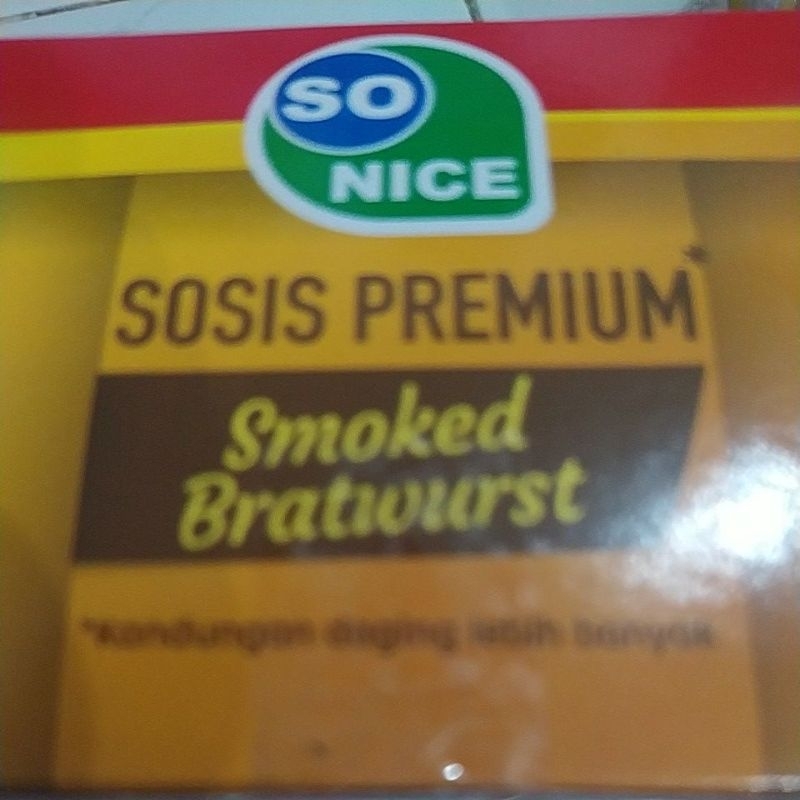 SO
NICE
SOSIS PREMIUM*
Smoked
Bratwurst
*Kandungan daging lebih banyak